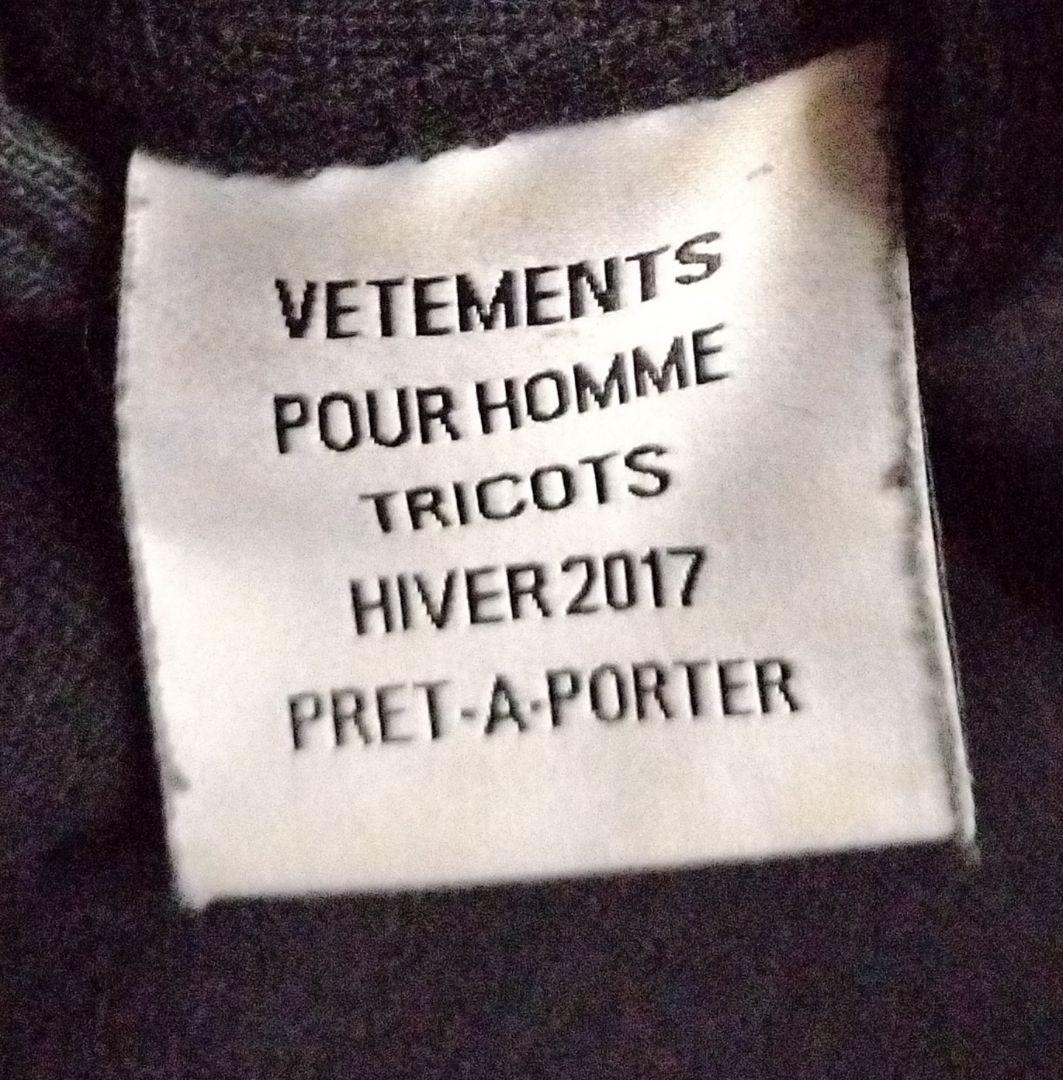 VETEMENTS
POUR HOMME
TRICOTS
HIVER 2017
PRET-A-PORTER